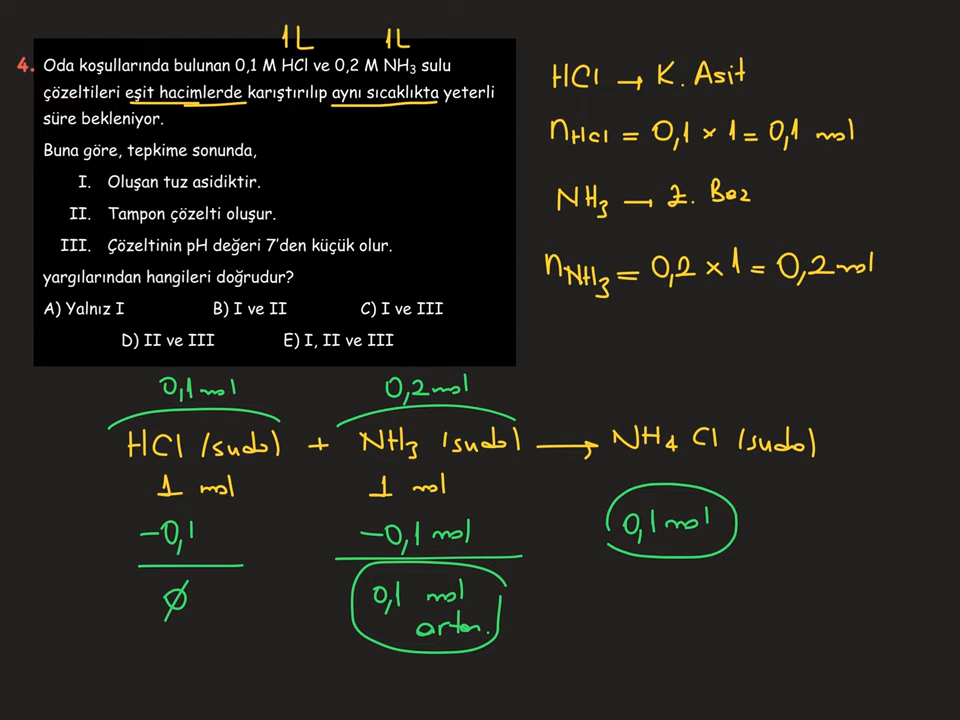 1L 1L
4. Oda koşullarında bulunan 0,1 M HCl ve 0,2 M NH₃ sulu
çözeltileri eşit hacimlerde karıştırılıp aynı sıcaklıkta yeterli
süre bekleniyor.
Buna göre, tepkime sonunda,
I. Oluşan tuz asidiktir.
II. Tampon çözelti oluşur.
III. Çözeltinin pH değeri 7'den küçük olur.
yargılarından hangileri doğrudur?
A) Yalnız I B) I ve II C) I ve III
D) II ve III E) I, II ve III
HCl → K. Asit
nHCl = 0,1 × 1 = 0,1 mol
NH₃ → Z. Baz
nNH₃ = 0,2 × 1 = 0,2 mol
0,1 mol 0,2 mol
HCl (suda) + NH₃ (suda) → NH₄Cl (suda)
1 mol 1 mol
-0,1 -0,1 mol 0,1 mol
∅ 0,1 mol
artan.